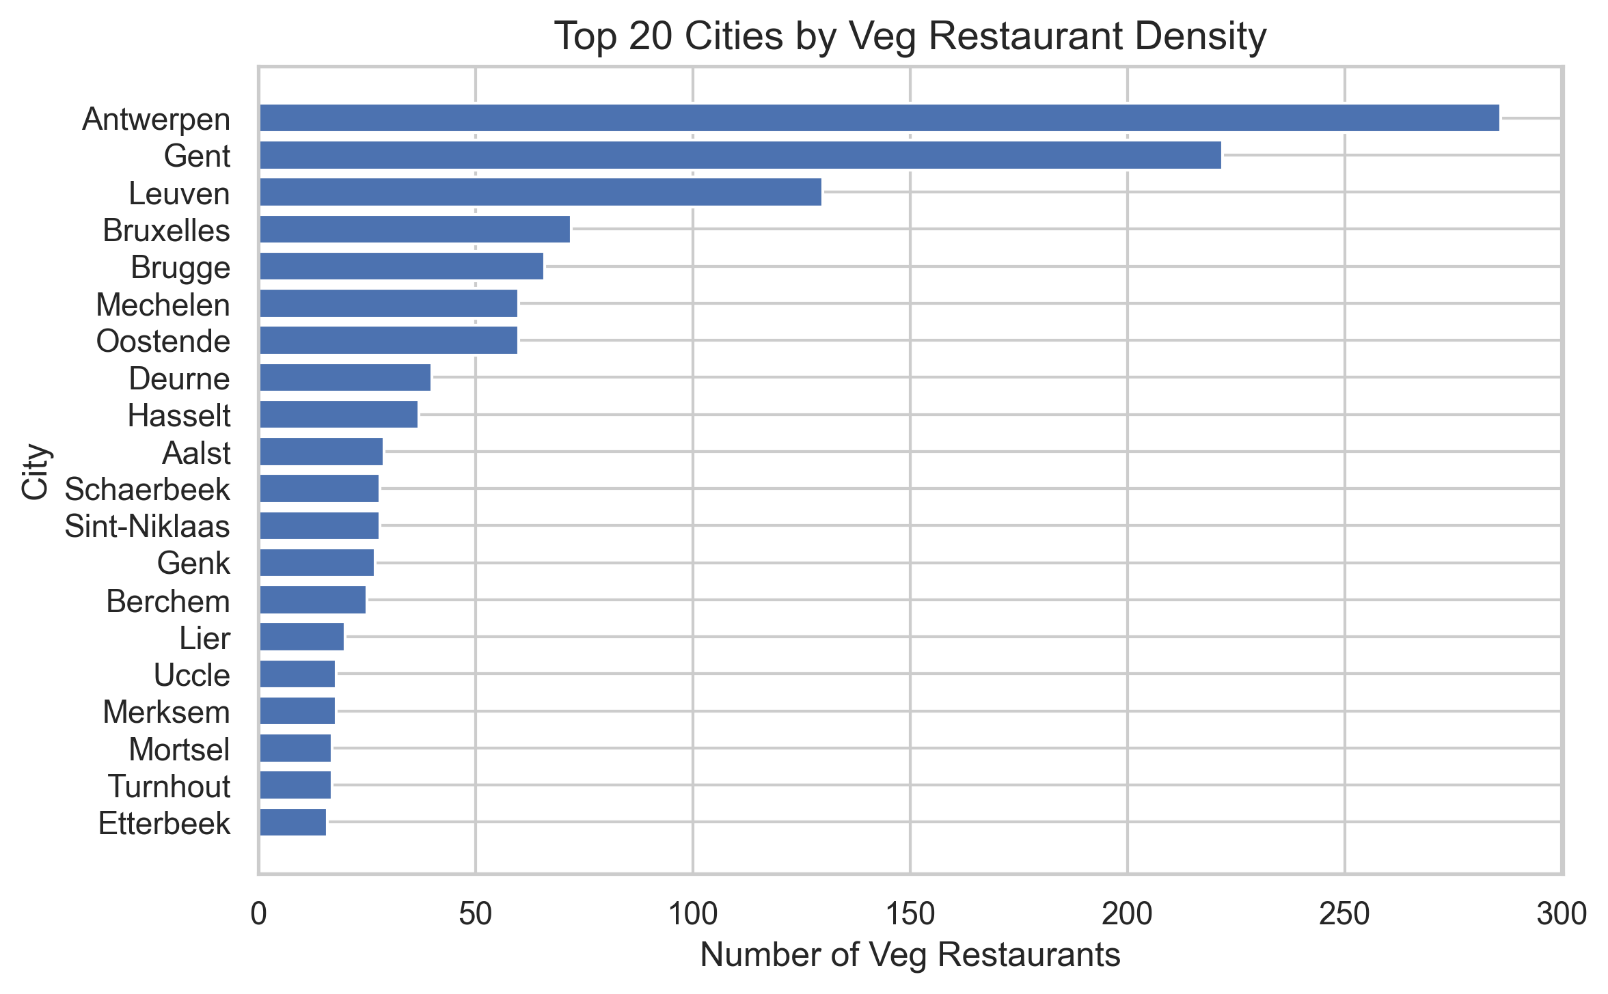 Top 20 Cities by Veg Restaurant Density
Antwerpen
Gent
Leuven
Bruxelles
Brugge
Mechelen
Oostende
Deurne
Hasselt
Aalst
Schaerbeek
Sint-Niklaas
Genk
Berchem
Lier
Uccle
Merksem
Mortsel
Turnhout
Etterbeek
City
0 50 100 150 200 250 300
Number of Veg Restaurants